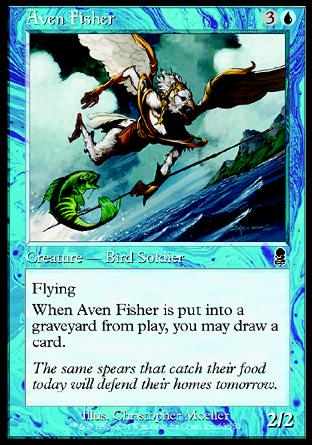 Aven Fisher 3
Creature — Bird Soldier
Flying
When Aven Fisher is put into a
graveyard from play, you may draw a
card.
The same spears that catch their food
today will defend their homes tomorrow.
Illus. Christopher Moeller
2/2